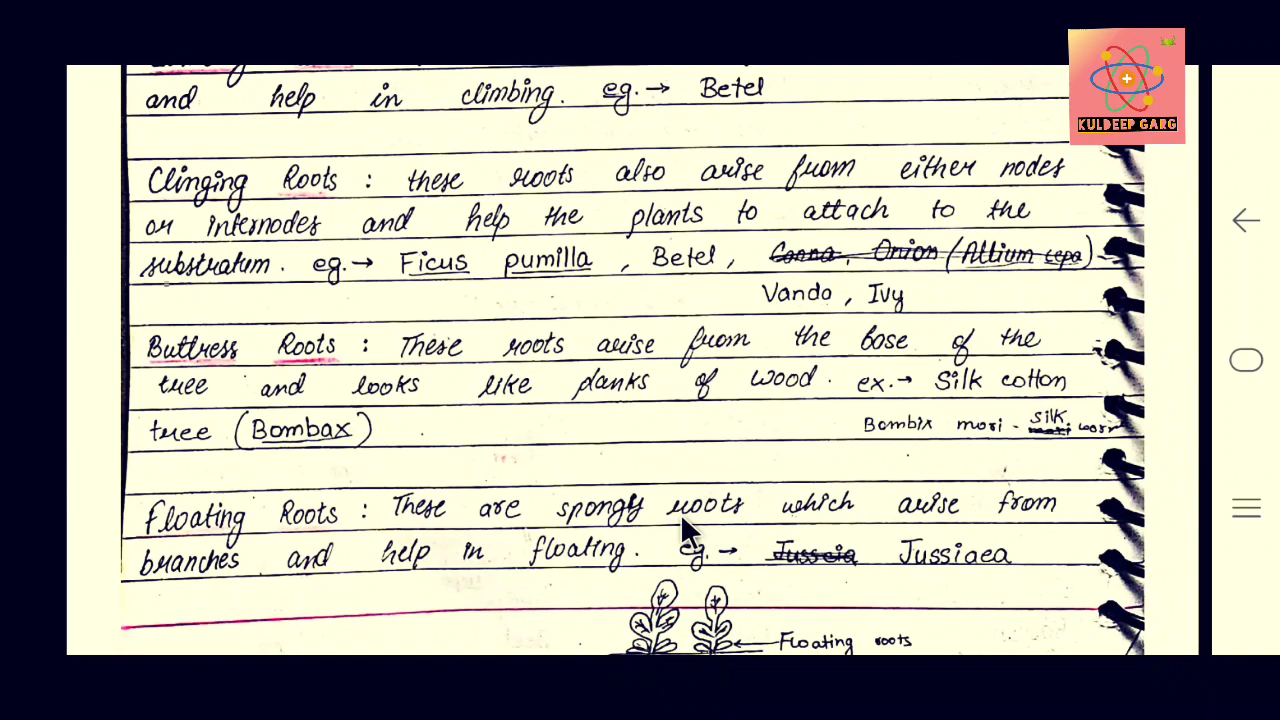 and help in climbing. eg.→ Betel
KULDEEP GARG
Clinging Roots : these roots also arise from either nodes
or internodes and help the plants to attach to the
substratum. eg.→ Ficus pumilla, Betel, Canna, Onion (Allium cepa)
Vanda, Ivy
Buttress Roots : These roots arise from the base of the
tree and looks like planks of wood. ex.→ Silk cotton
tree (Bombax)
Bombix mori - silk mori worm
Floating Roots : These are spongy roots which arise from
branches and help in floating. eg.→ Jusseia Jussiaea
Floating roots